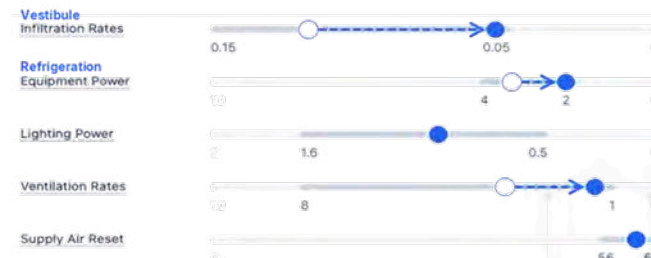 Vestibule
Infiltration Rates
0.15 0.05
Refrigeration
Equipment Power
4 2
Lighting Power
1.6 0.5
Ventilation Rates
8 1
Supply Air Reset